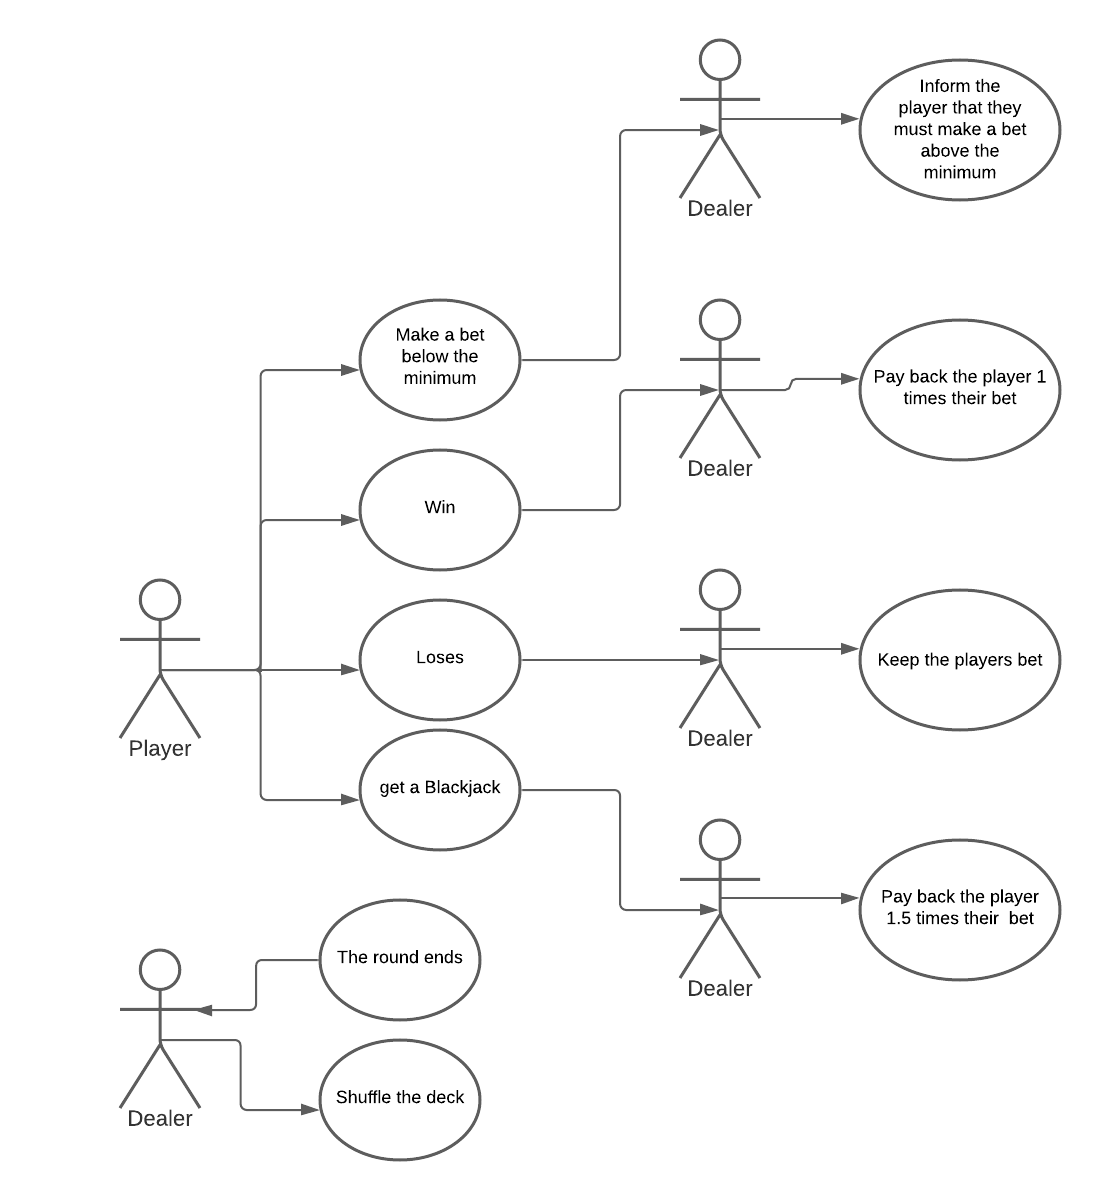 Inform the
player that they
must make a bet
above the
minimum
Dealer
Make a bet
below the
minimum
Pay back the player 1
times their bet
Dealer
Win
Player
Loses
Keep the players bet
Dealer
get a Blackjack
Pay back the player
1.5 times their  bet
Dealer
The round ends
Dealer
Shuffle the deck